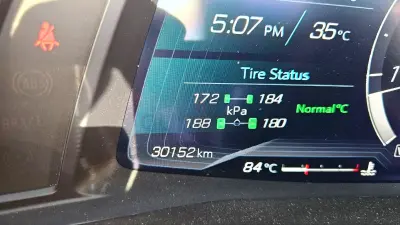 5:07 PM / 35°C
Tire Status
172 184
kPa Normal°C
188 180
30152 km
84°C